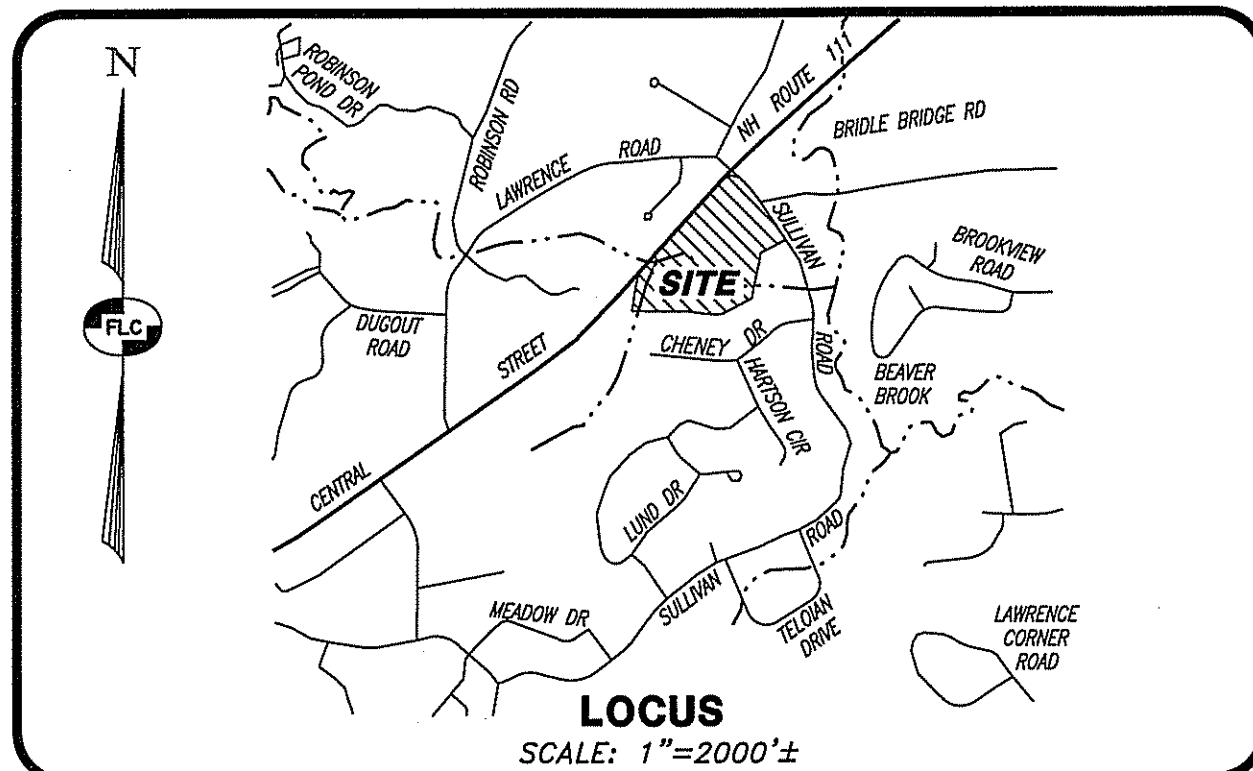 N
FLC
ROBINSON
POND DR
ROBINSON RD
LAWRENCE
ROAD
NH ROUTE 111
BRIDLE BRIDGE RD
SULLIVAN
ROAD
BROOKVIEW
ROAD
SITE
DUGOUT
ROAD
CHENEY DR
HARTSON CIR
BEAVER
BROOK
CENTRAL
STREET
LUND DR
MEADOW DR
SULLIVAN
ROAD
TELOIAN
DRIVE
LAWRENCE
CORNER
ROAD
LOCUS
SCALE: 1"=2000'±